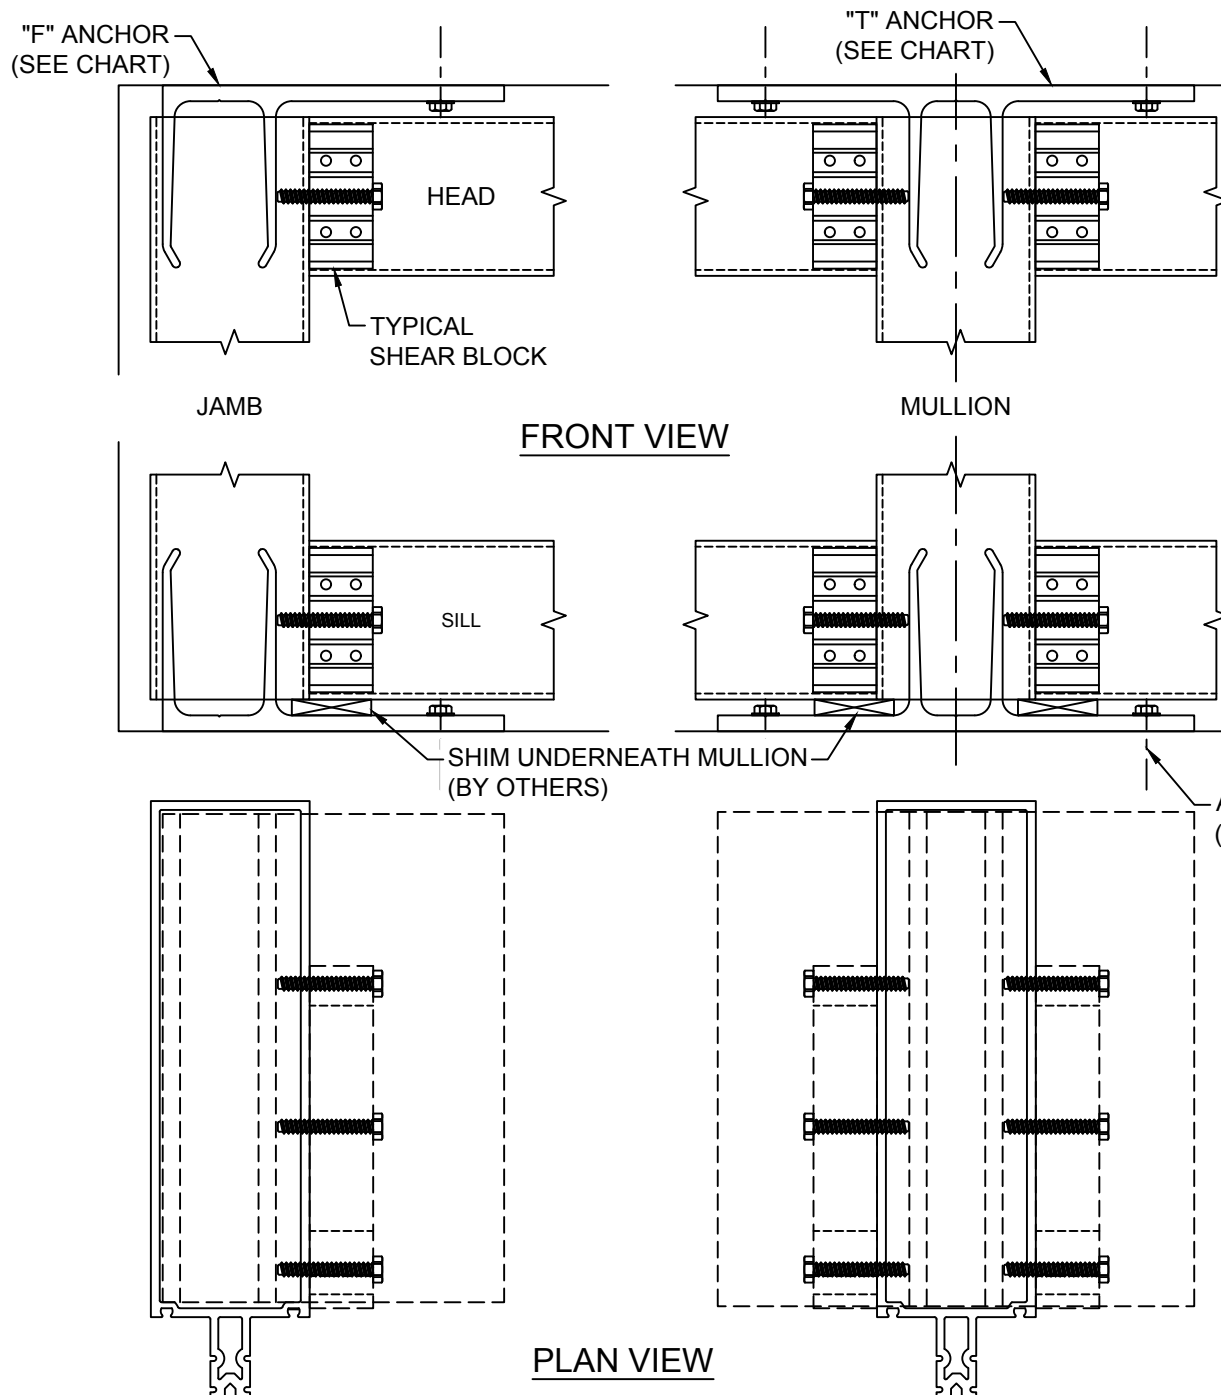 "F" ANCHOR
(SEE CHART)
"T" ANCHOR
(SEE CHART)
HEAD
TYPICAL
SHEAR BLOCK
JAMB
MULLION
FRONT VIEW
SILL
SHIM UNDERNEATH MULLION
(BY OTHERS)
PLAN VIEW